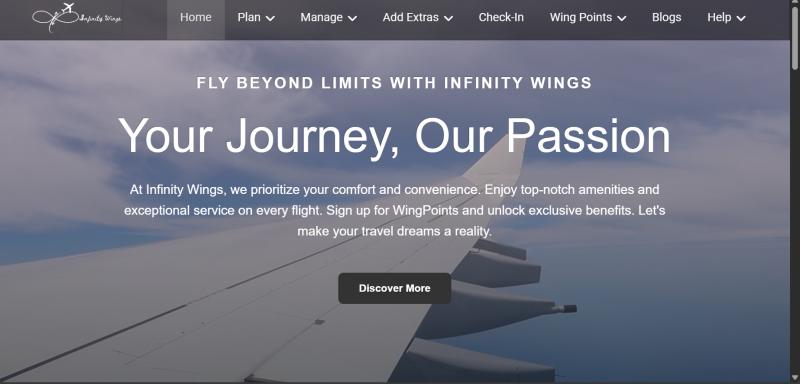 Infinity Wings
Home
Plan
Manage
Add Extras
Check-In
Wing Points
Blogs
Help
FLY BEYOND LIMITS WITH INFINITY WINGS
Your Journey, Our Passion
At Infinity Wings, we prioritize your comfort and convenience. Enjoy top-notch amenities and
exceptional service on every flight. Sign up for WingPoints and unlock exclusive benefits. Let's
make your travel dreams a reality.
Discover More